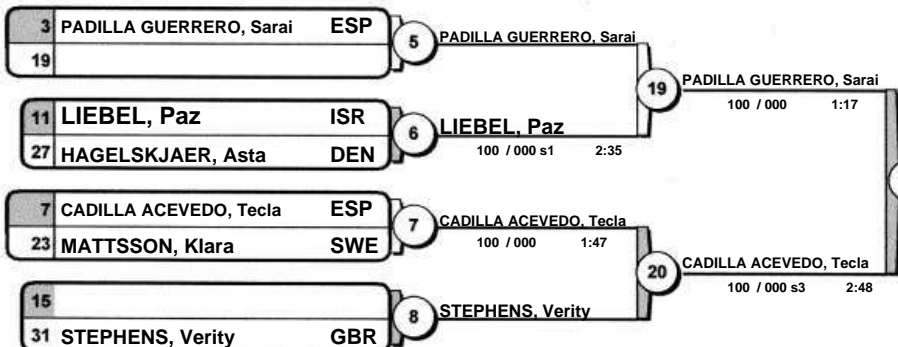 3 PADILLA GUERRERO, Sarai ESP
19
5
PADILLA GUERRERO, Sarai
11 LIEBEL, Paz ISR
27 HAGELSKJAER, Asta DEN
6
LIEBEL, Paz
100 / 000 s1 2:35
19
PADILLA GUERRERO, Sarai
100 / 000 1:17
7 CADILLA ACEVEDO, Tecla ESP
23 MATTSSON, Klara SWE
7
CADILLA ACEVEDO, Tecla
100 / 000 1:47
15
31 STEPHENS, Verity GBR
8
STEPHENS, Verity
20
CADILLA ACEVEDO, Tecla
100 / 000 s3 2:48